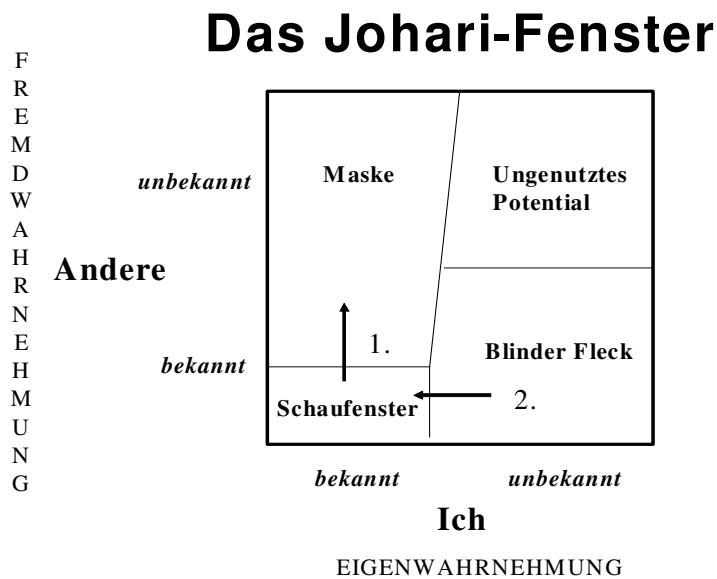 Das Johari-Fenster
FREMDWAHRNEHMUNG
unbekannt
Maske
Ungenutztes
Potential
Andere
bekannt
1.
Blinder Fleck
Schaufenster
2.
bekannt
unbekannt
Ich
EIGENWAHRNEHMUNG